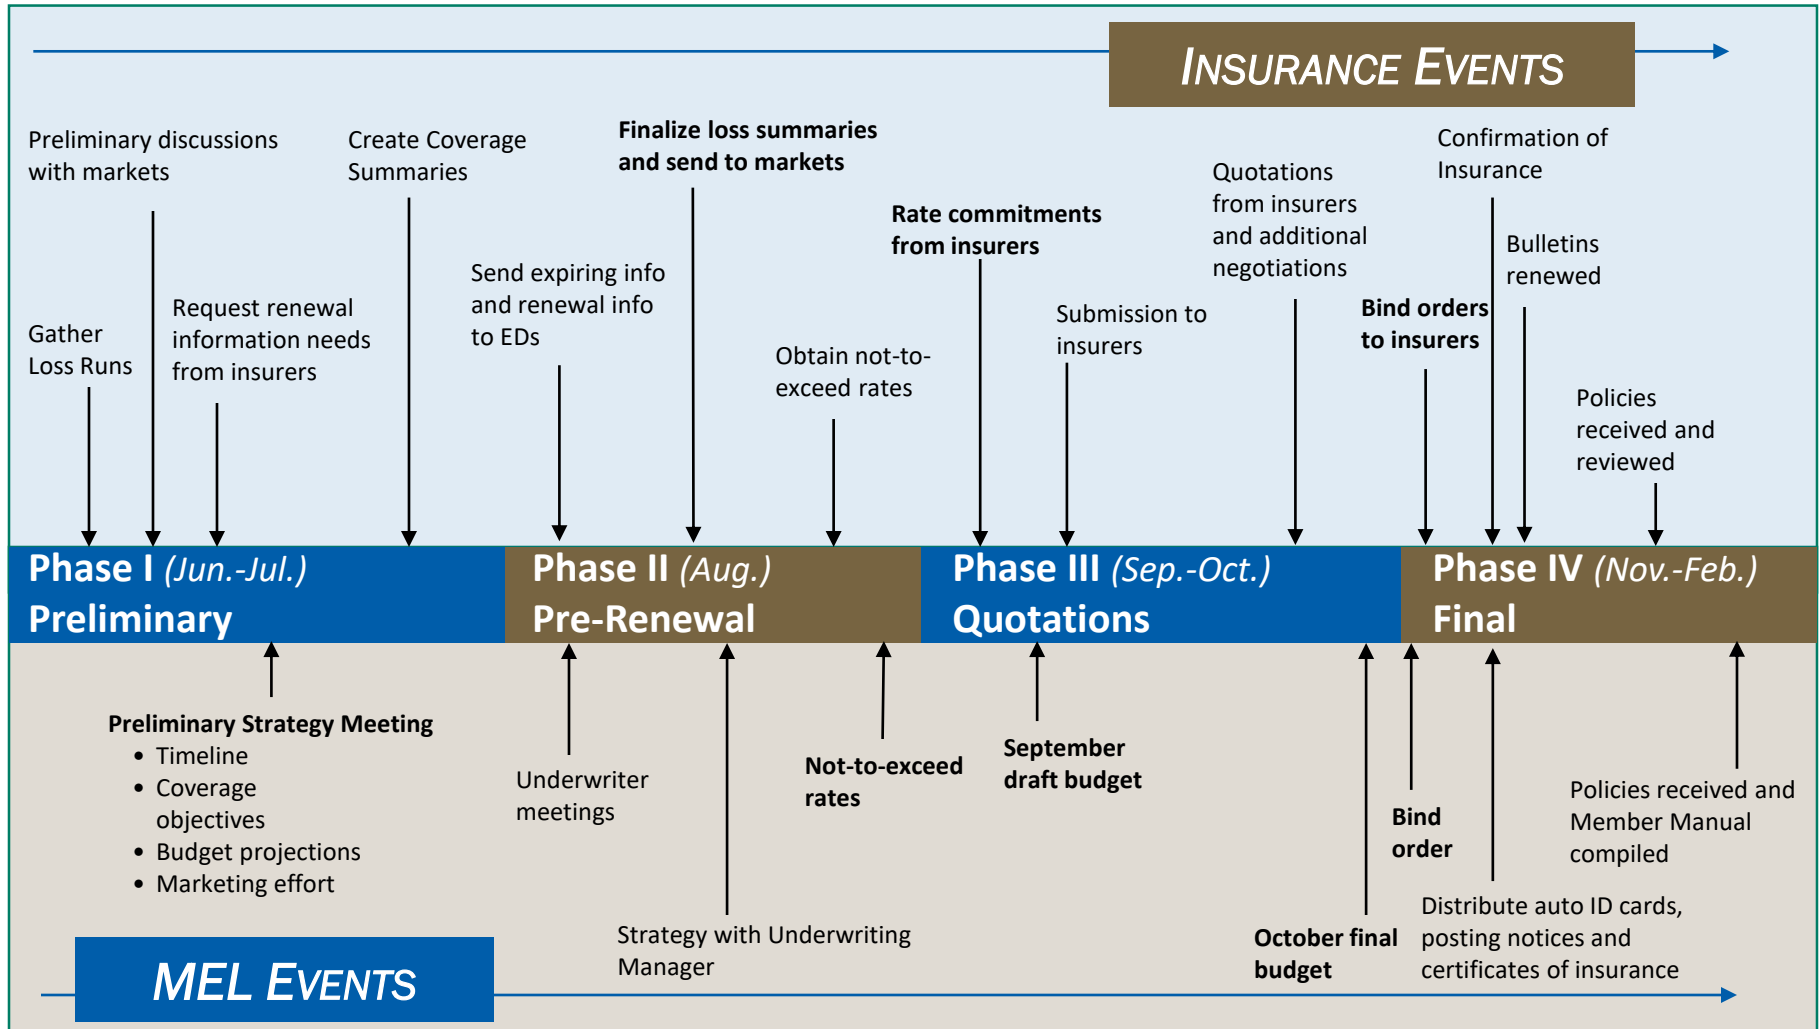 INSURANCE EVENTS
Preliminary discussions
with markets
Create Coverage
Summaries
Finalize loss summaries
and send to markets
Confirmation of
Insurance
Quotations
from insurers
and additional
negotiations
Rate commitments
from insurers
Bulletins
renewed
Send expiring info
and renewal info
to EDs
Request renewal
information needs
from insurers
Gather
Loss Runs
Submission to
insurers
Bind orders
to insurers
Obtain not-to-
exceed rates
Policies
received and
reviewed
Phase I (Jun.-Jul.)
Preliminary
Phase II (Aug.)
Pre-Renewal
Phase III (Sep.-Oct.)
Quotations
Phase IV (Nov.-Feb.)
Final
Preliminary Strategy Meeting
• Timeline
• Coverage
objectives
• Budget projections
• Marketing effort
Underwriter
meetings
Not-to-exceed
rates
September
draft budget
Policies received and
Member Manual
compiled
Bind
order
Strategy with Underwriting
Manager
October final
budget
Distribute auto ID cards,
posting notices and
certificates of insurance
MEL EVENTS